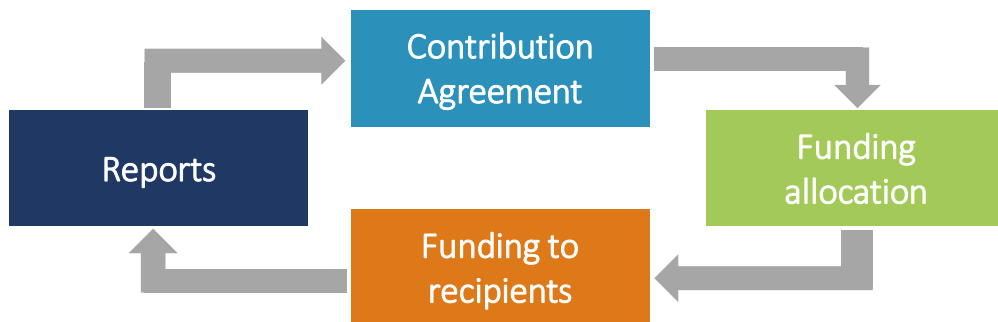 Contribution
Agreement
Funding
allocation
Reports
Funding to
recipients